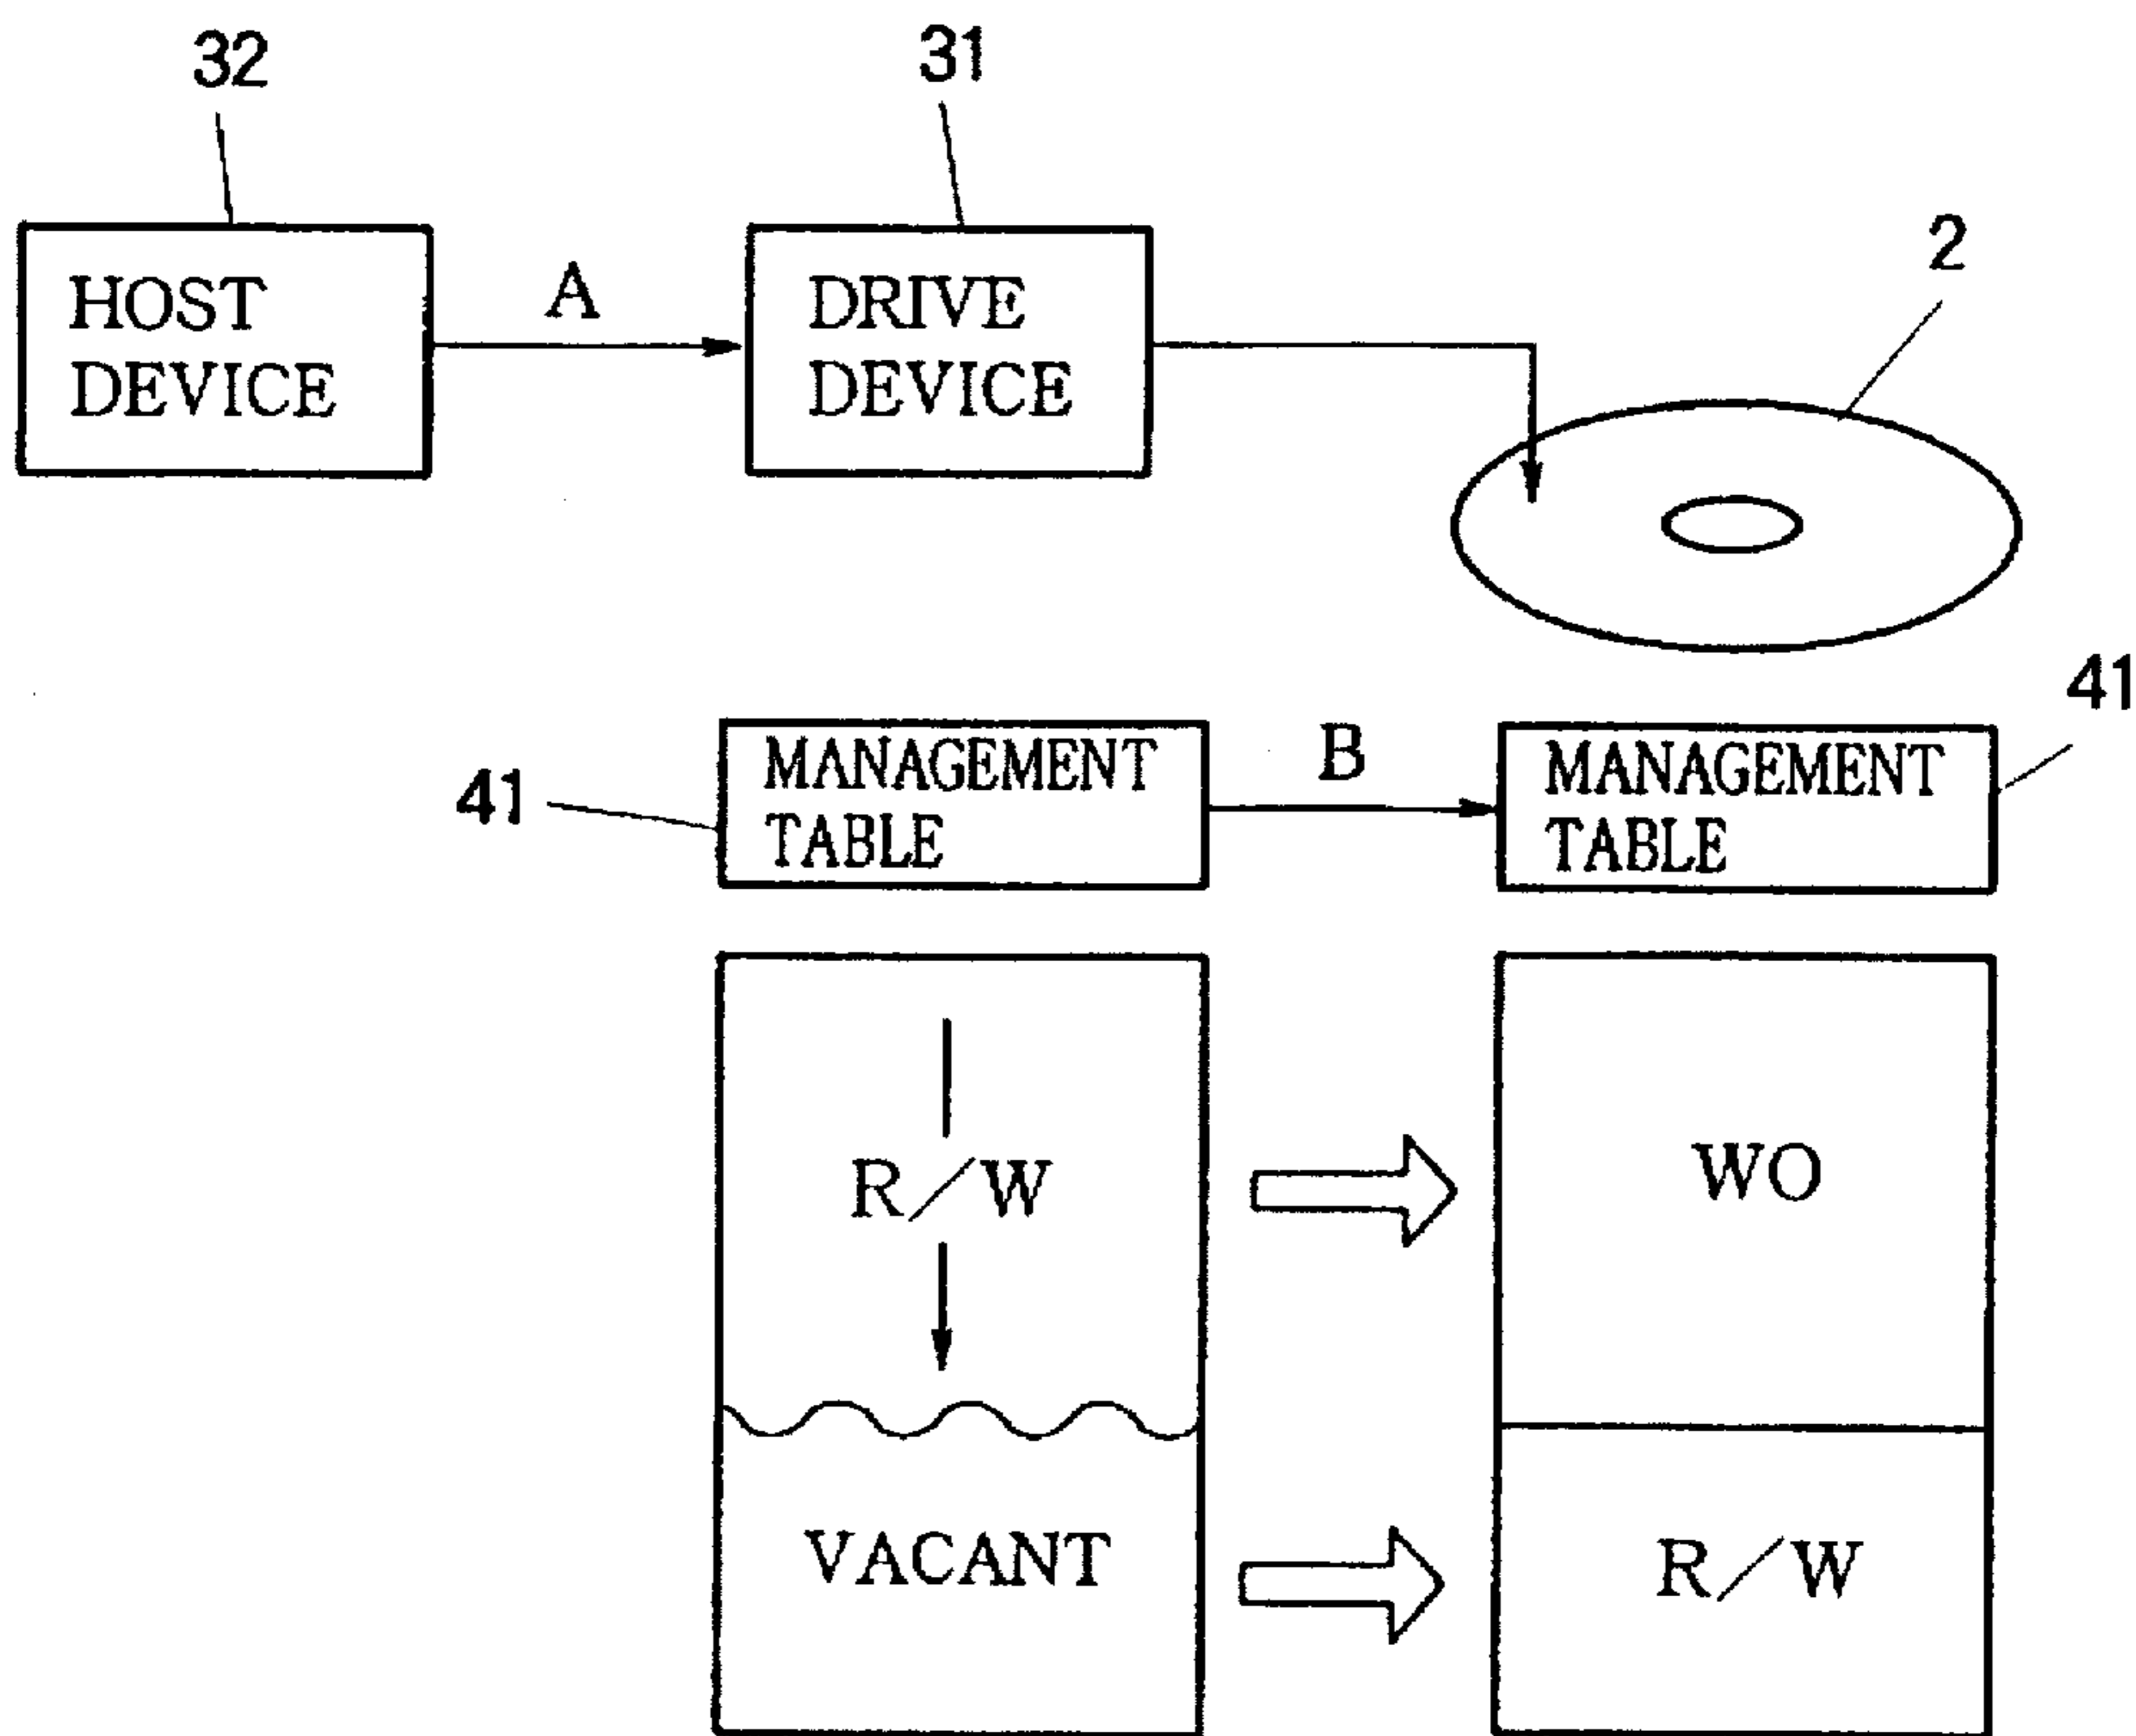 32
31
2
HOST
DEVICE
A
DRIVE
DEVICE
41
MANAGEMENT
TABLE
B
MANAGEMENT
TABLE
41
R/W
WO
VACANT
R/W